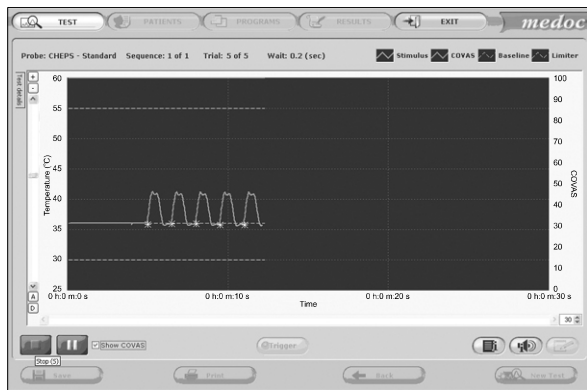 TEST
PATIENTS
PROGRAMS
RESULTS
EXIT
medoc
Probe: CHEPS - Standard Sequence: 1 of 1 Trial: 5 of 5 Wait: 0.2 (sec)
Stimulus COVAS Baseline Limiter
Test details
+
-
A
D
Temperature (°C)
60
55
50
45
40
35
30
25
COVAS
100
90
80
70
60
50
40
30
20
10
0
0 h:0 m:0 s 0 h:0 m:10 s 0 h:0 m:20 s 0 h:0 m:30 s
Time
30
Show COVAS
Trigger
Stop (S)
Save
Print
Back
New Test